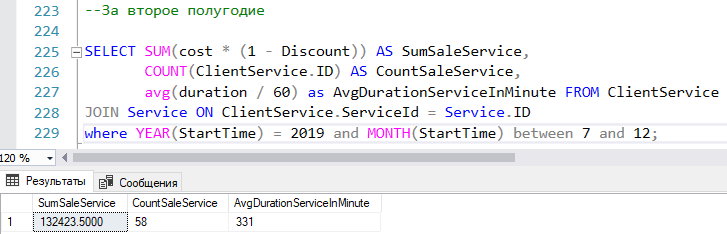 223 --За второе полугодие
224
225 SELECT SUM(cost * (1 - Discount)) AS SumSaleService,
226 COUNT(ClientService.ID) AS CountSaleService,
227 avg(duration / 60) as AvgDurationServiceInMinute FROM ClientService
228 JOIN Service ON ClientService.ServiceId = Service.ID
229 where YEAR(StartTime) = 2019 and MONTH(StartTime) between 7 and 12;
120 %
Результаты Сообщения
SumSaleService CountSaleService AvgDurationServiceInMinute
1 132423.5000 58 331